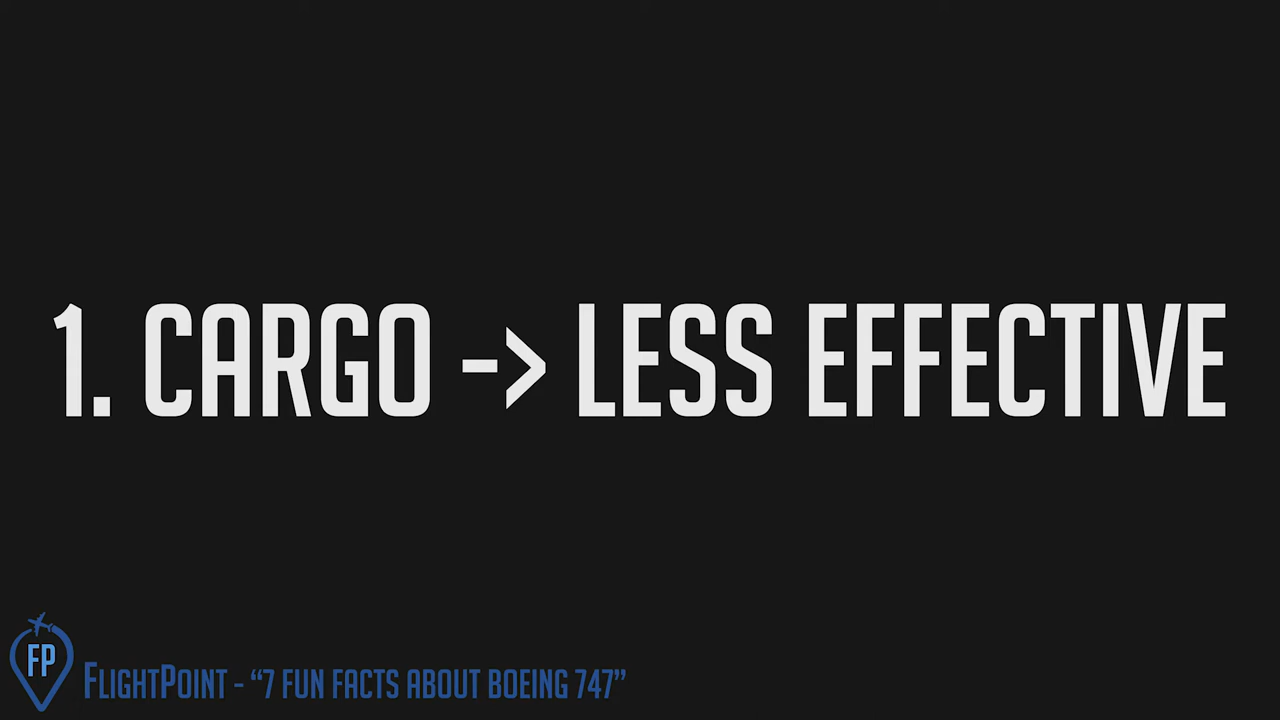 1. CARGO -> LESS EFFECTIVE
FP
FLIGHTPOINT - “7 FUN FACTS ABOUT BOEING 747”